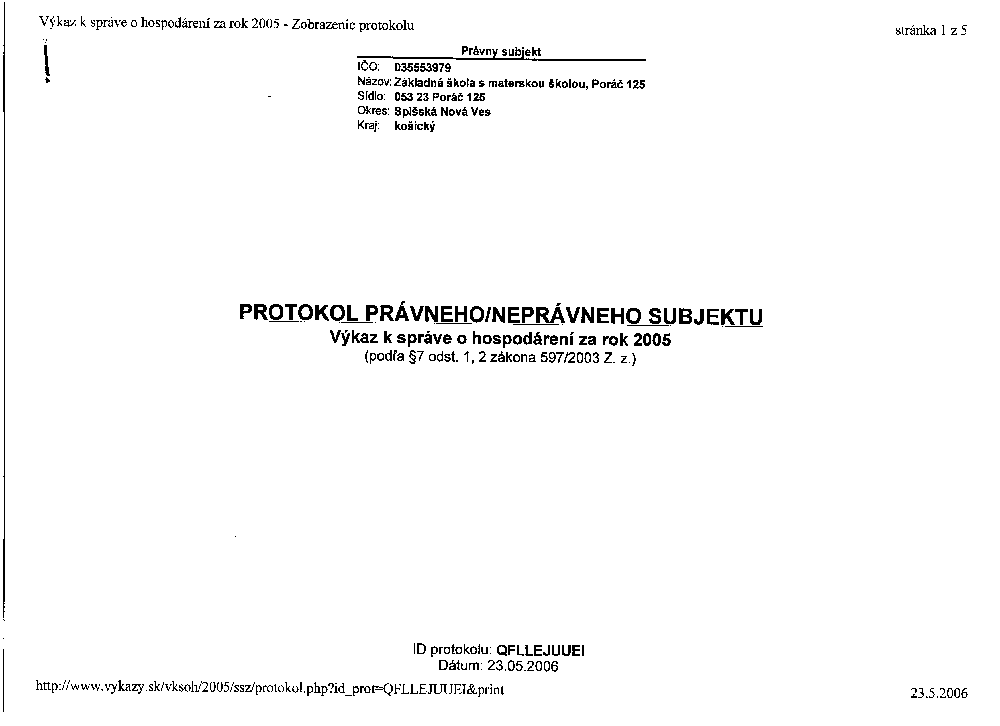 Výkaz k správe o hospodárení za rok 2005 - Zobrazenie protokolu
stránka 1 z 5
Právny subjekt
IČO: 035553979
Názov: Základná škola s materskou školou, Poráč 125
Sídlo: 053 23 Poráč 125
Okres: Spišská Nová Ves
Kraj: košický
PROTOKOL PRÁVNEHO/NEPRÁVNEHO SUBJEKTU
Výkaz k správe o hospodárení za rok 2005
(podľa §7 odst. 1, 2 zákona 597/2003 Z. z.)
ID protokolu: QFLLEJUUEI
Dátum: 23.05.2006
http://www.vykazy.sk/vksoh/2005/ssz/protokol.php?id_prot=QFLLEJUUEI&print
23.5.2006